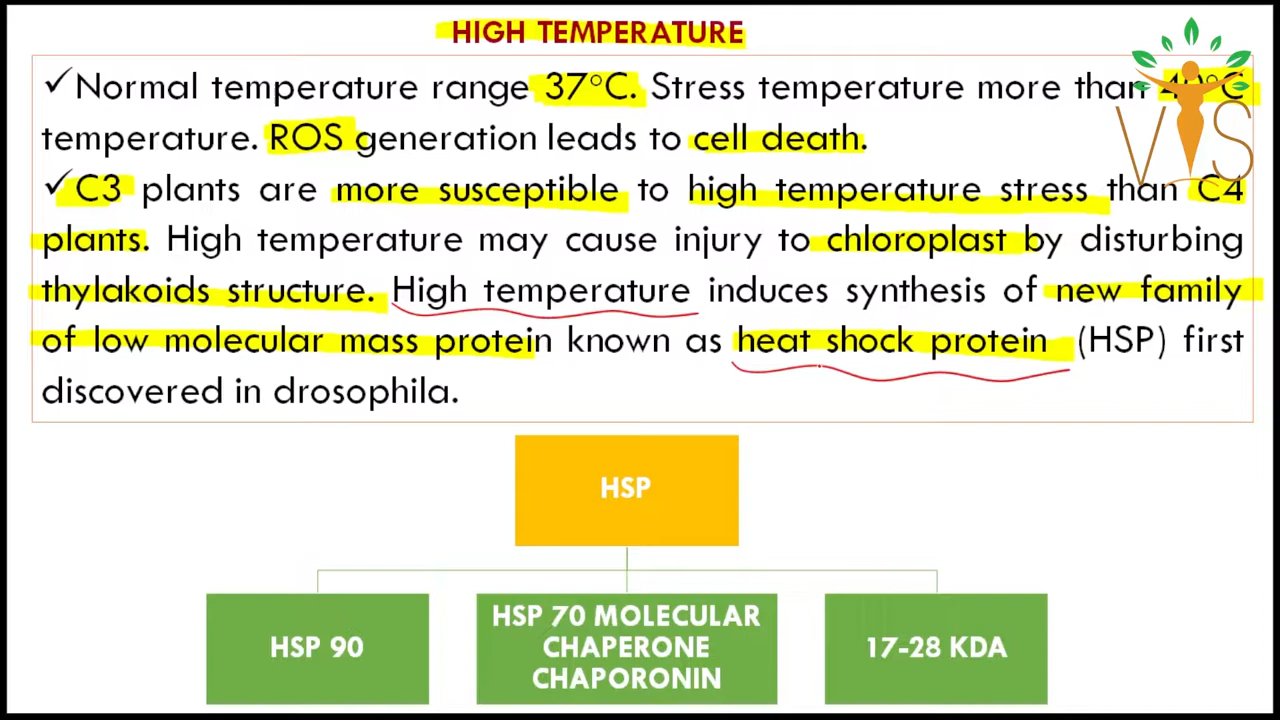 HIGH TEMPERATURE
✓Normal temperature range 37°C. Stress temperature more than 40°C
temperature. ROS generation leads to cell death.
✓C3 plants are more susceptible to high temperature stress than C4
plants. High temperature may cause injury to chloroplast by disturbing
thylakoids structure. High temperature induces synthesis of new family
of low molecular mass protein known as heat shock protein (HSP) first
discovered in drosophila.
VIS
HSP
HSP 90
HSP 70 MOLECULAR
CHAPERONE
CHAPORONIN
17-28 KDA